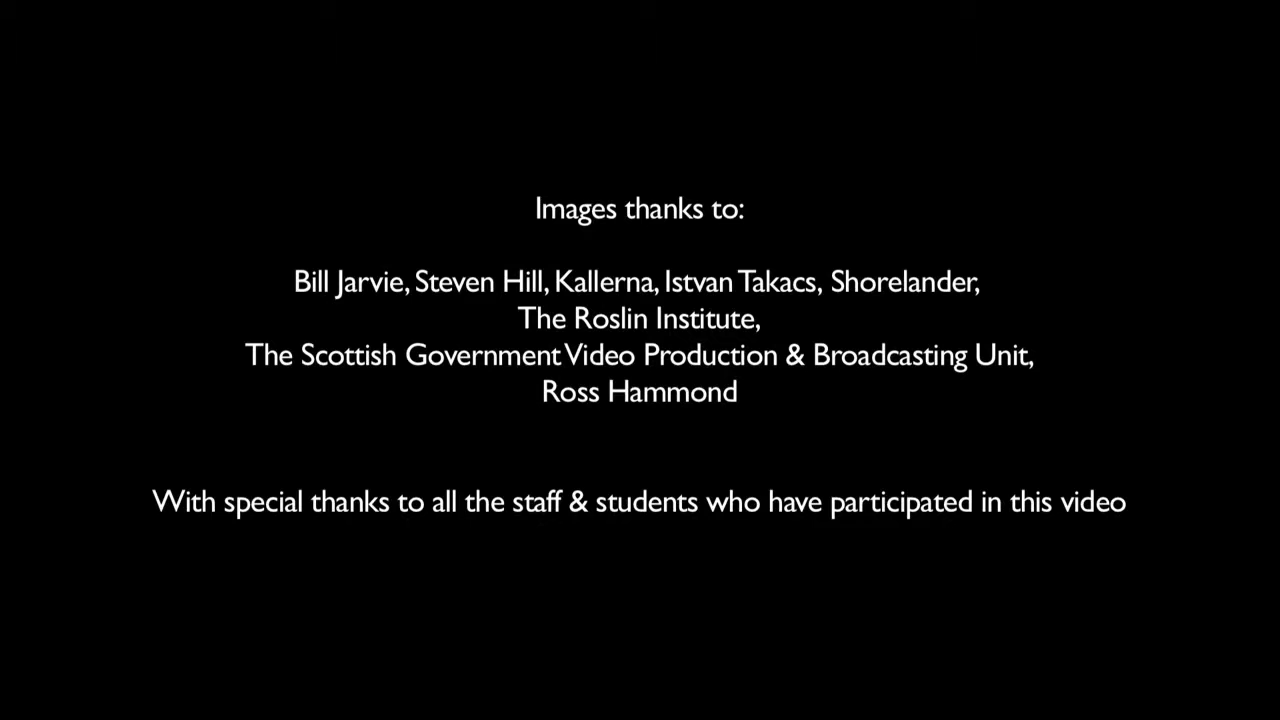 Images thanks to:
Bill Jarvie, Steven Hill, Kallerna, Istvan Takacs, Shorelander,
The Roslin Institute,
The Scottish Government Video Production & Broadcasting Unit,
Ross Hammond
With special thanks to all the staff & students who have participated in this video